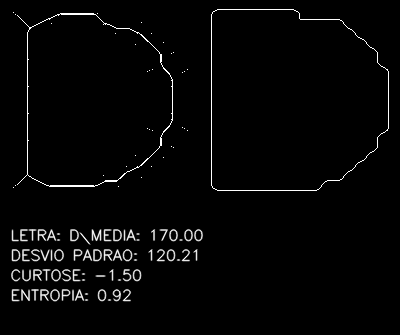 LETRA: D\MEDIA: 170.00
DESVIO PADRAO: 120.21
CURTOSE: -1.50
ENTROPIA: 0.92